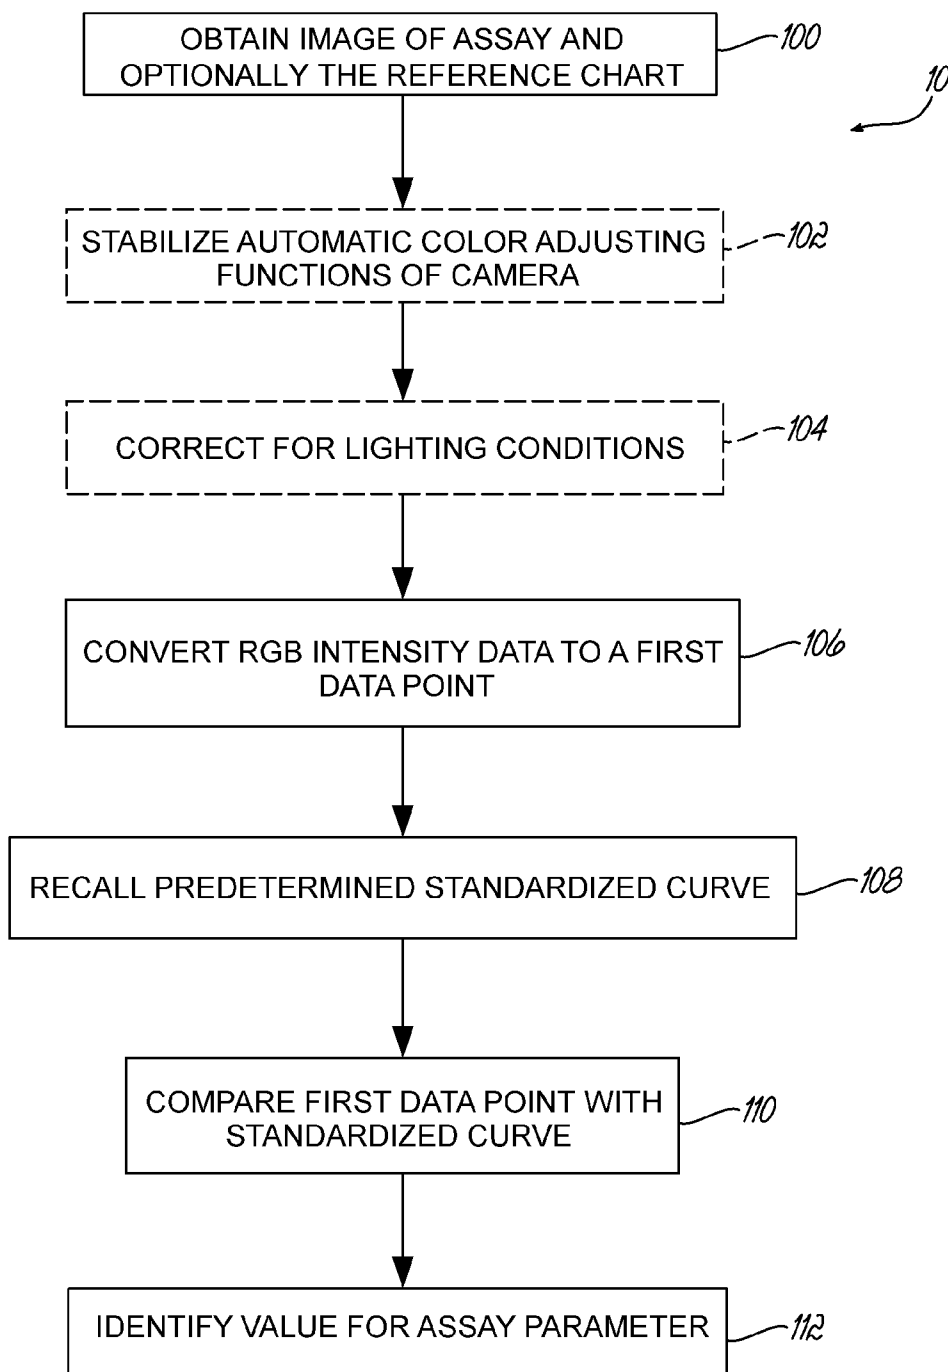 OBTAIN IMAGE OF ASSAY AND
OPTIONALLY THE REFERENCE CHART
100
10
STABILIZE AUTOMATIC COLOR ADJUSTING
FUNCTIONS OF CAMERA
102
CORRECT FOR LIGHTING CONDITIONS
104
CONVERT RGB INTENSITY DATA TO A FIRST
DATA POINT
106
RECALL PREDETERMINED STANDARDIZED CURVE
108
COMPARE FIRST DATA POINT WITH
STANDARDIZED CURVE
110
IDENTIFY VALUE FOR ASSAY PARAMETER
112